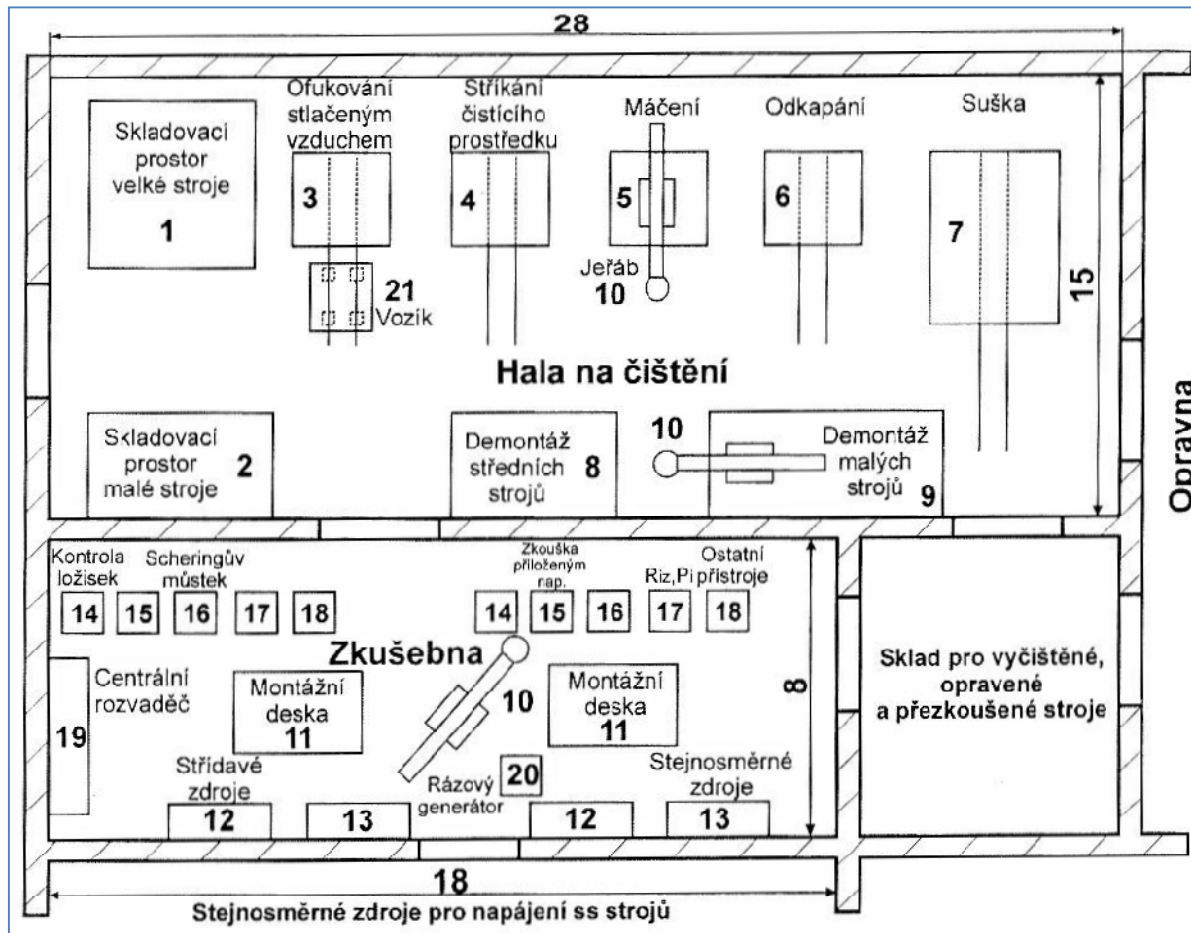 28
Ofukování
stlačeným
vzduchem
Stříkání
čistícího
prostředku
Máčení
Odkapání
Suška
Skladovací
prostor
velké stroje
1
3
4
5
6
7
Jeřáb
10
21
Vozík
15
Hala na čištění
Opravna
Skladovací
prostor
malé stroje
2
Demontáž
středních
strojů
8
10
Demontáž
malých
strojů
9
Kontrola
ložisek
Scheringův
můstek
Zkouška
přiloženým
nap.
Riz,Pi
Ostatní
přístroje
14
15
16
17
18
14
15
16
17
18
Zkušebna
Centrální
rozvaděč
19
Montážní
deska
11
10
Montážní
deska
11
8
Sklad pro vyčištěné,
opravené
a přezkoušené stroje
Střídavé
zdroje
Rázový
generátor
20
Stejnosměrné
zdroje
12
13
12
13
18
Stejnosměrné zdroje pro napájení ss strojů